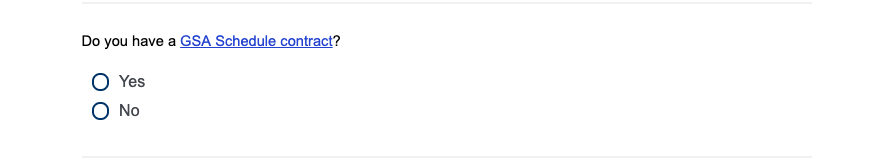 Do you have a GSA Schedule contract?
Yes
No